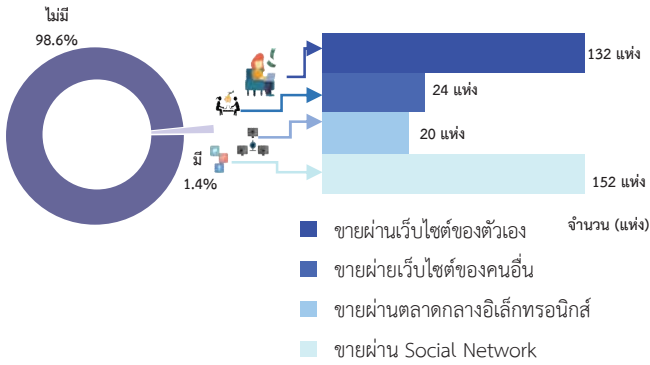 ไม่มี
98.6%
132 แห่ง
24 แห่ง
20 แห่ง
มี
1.4%
152 แห่ง
จำนวน (แห่ง)
ขายผ่านเว็บไซต์ของตัวเอง
ขายผ่ายเว็บไซต์ของคนอื่น
ขายผ่านตลาดกลางอิเล็กทรอนิกส์
ขายผ่าน Social Network